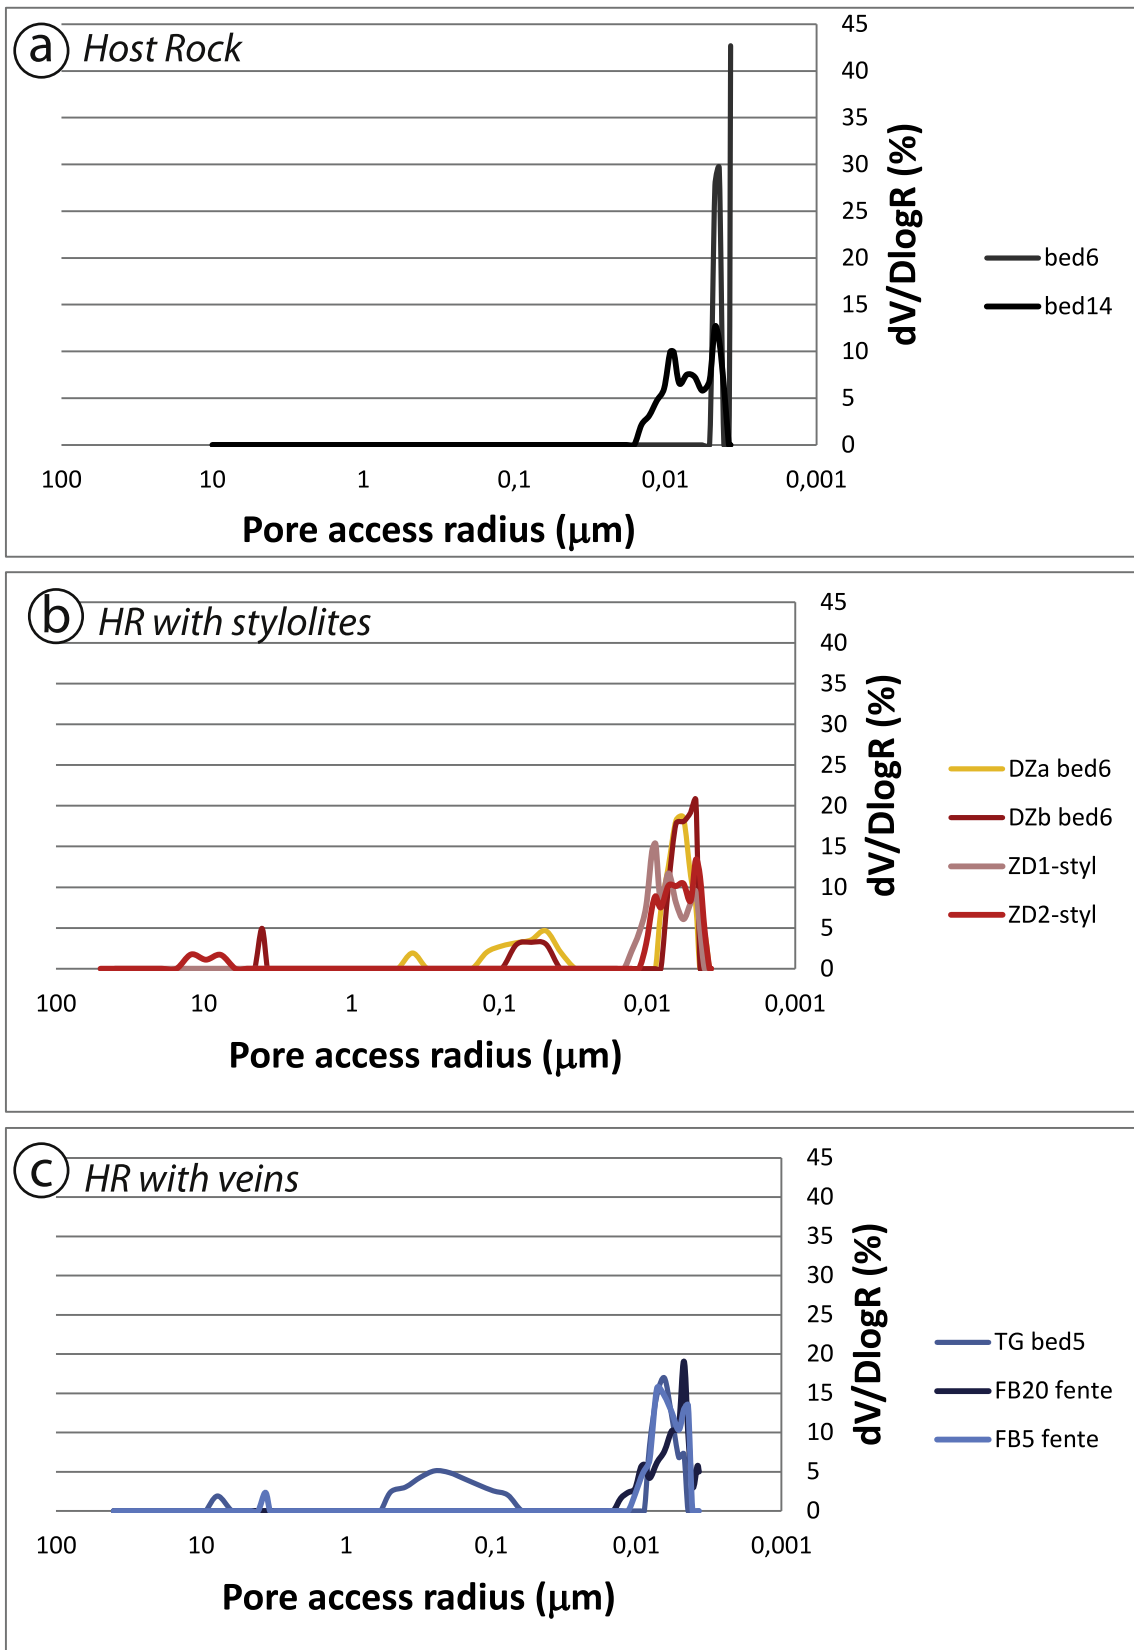 a Host Rock
45
40
35
30
25
20
15
10
5
0
dV/DlogR (%)
bed6
bed14
100 10 1 0,1 0,01 0,001
Pore access radius (μm)
b HR with stylolites
45
40
35
30
25
20
15
10
5
0
dV/DlogR (%)
DZa bed6
DZb bed6
ZD1-styl
ZD2-styl
100 10 1 0,1 0,01 0,001
Pore access radius (μm)
c HR with veins
45
40
35
30
25
20
15
10
5
0
dV/DlogR (%)
TG bed5
FB20 fente
FB5 fente
100 10 1 0,1 0,01 0,001
Pore access radius (μm)